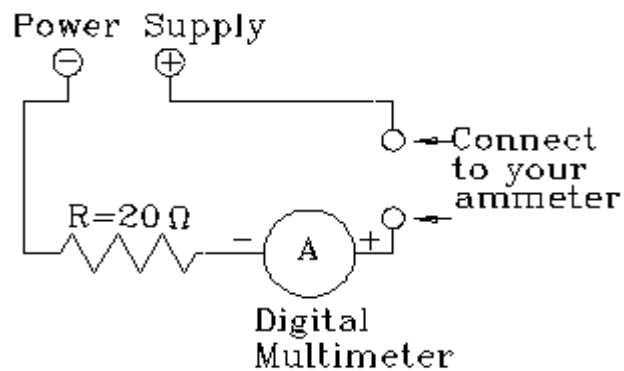 Power Supply
− +
Connect
to your
ammeter
R=20 Ω
− A +
Digital
Multimeter